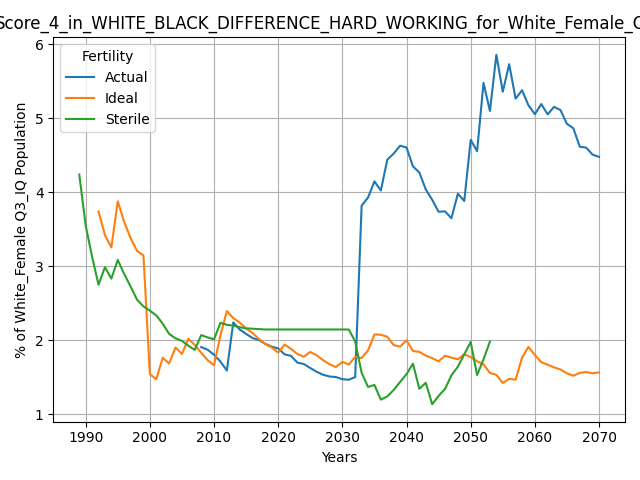 Score_4_in_WHITE_BLACK_DIFFERENCE_HARD_WORKING_for_White_Female_
Fertility
Actual
Ideal
Sterile
% of White_Female Q3_IQ Population
6
5
4
3
2
1
1990 2000 2010 2020 2030 2040 2050 2060 2070
Years